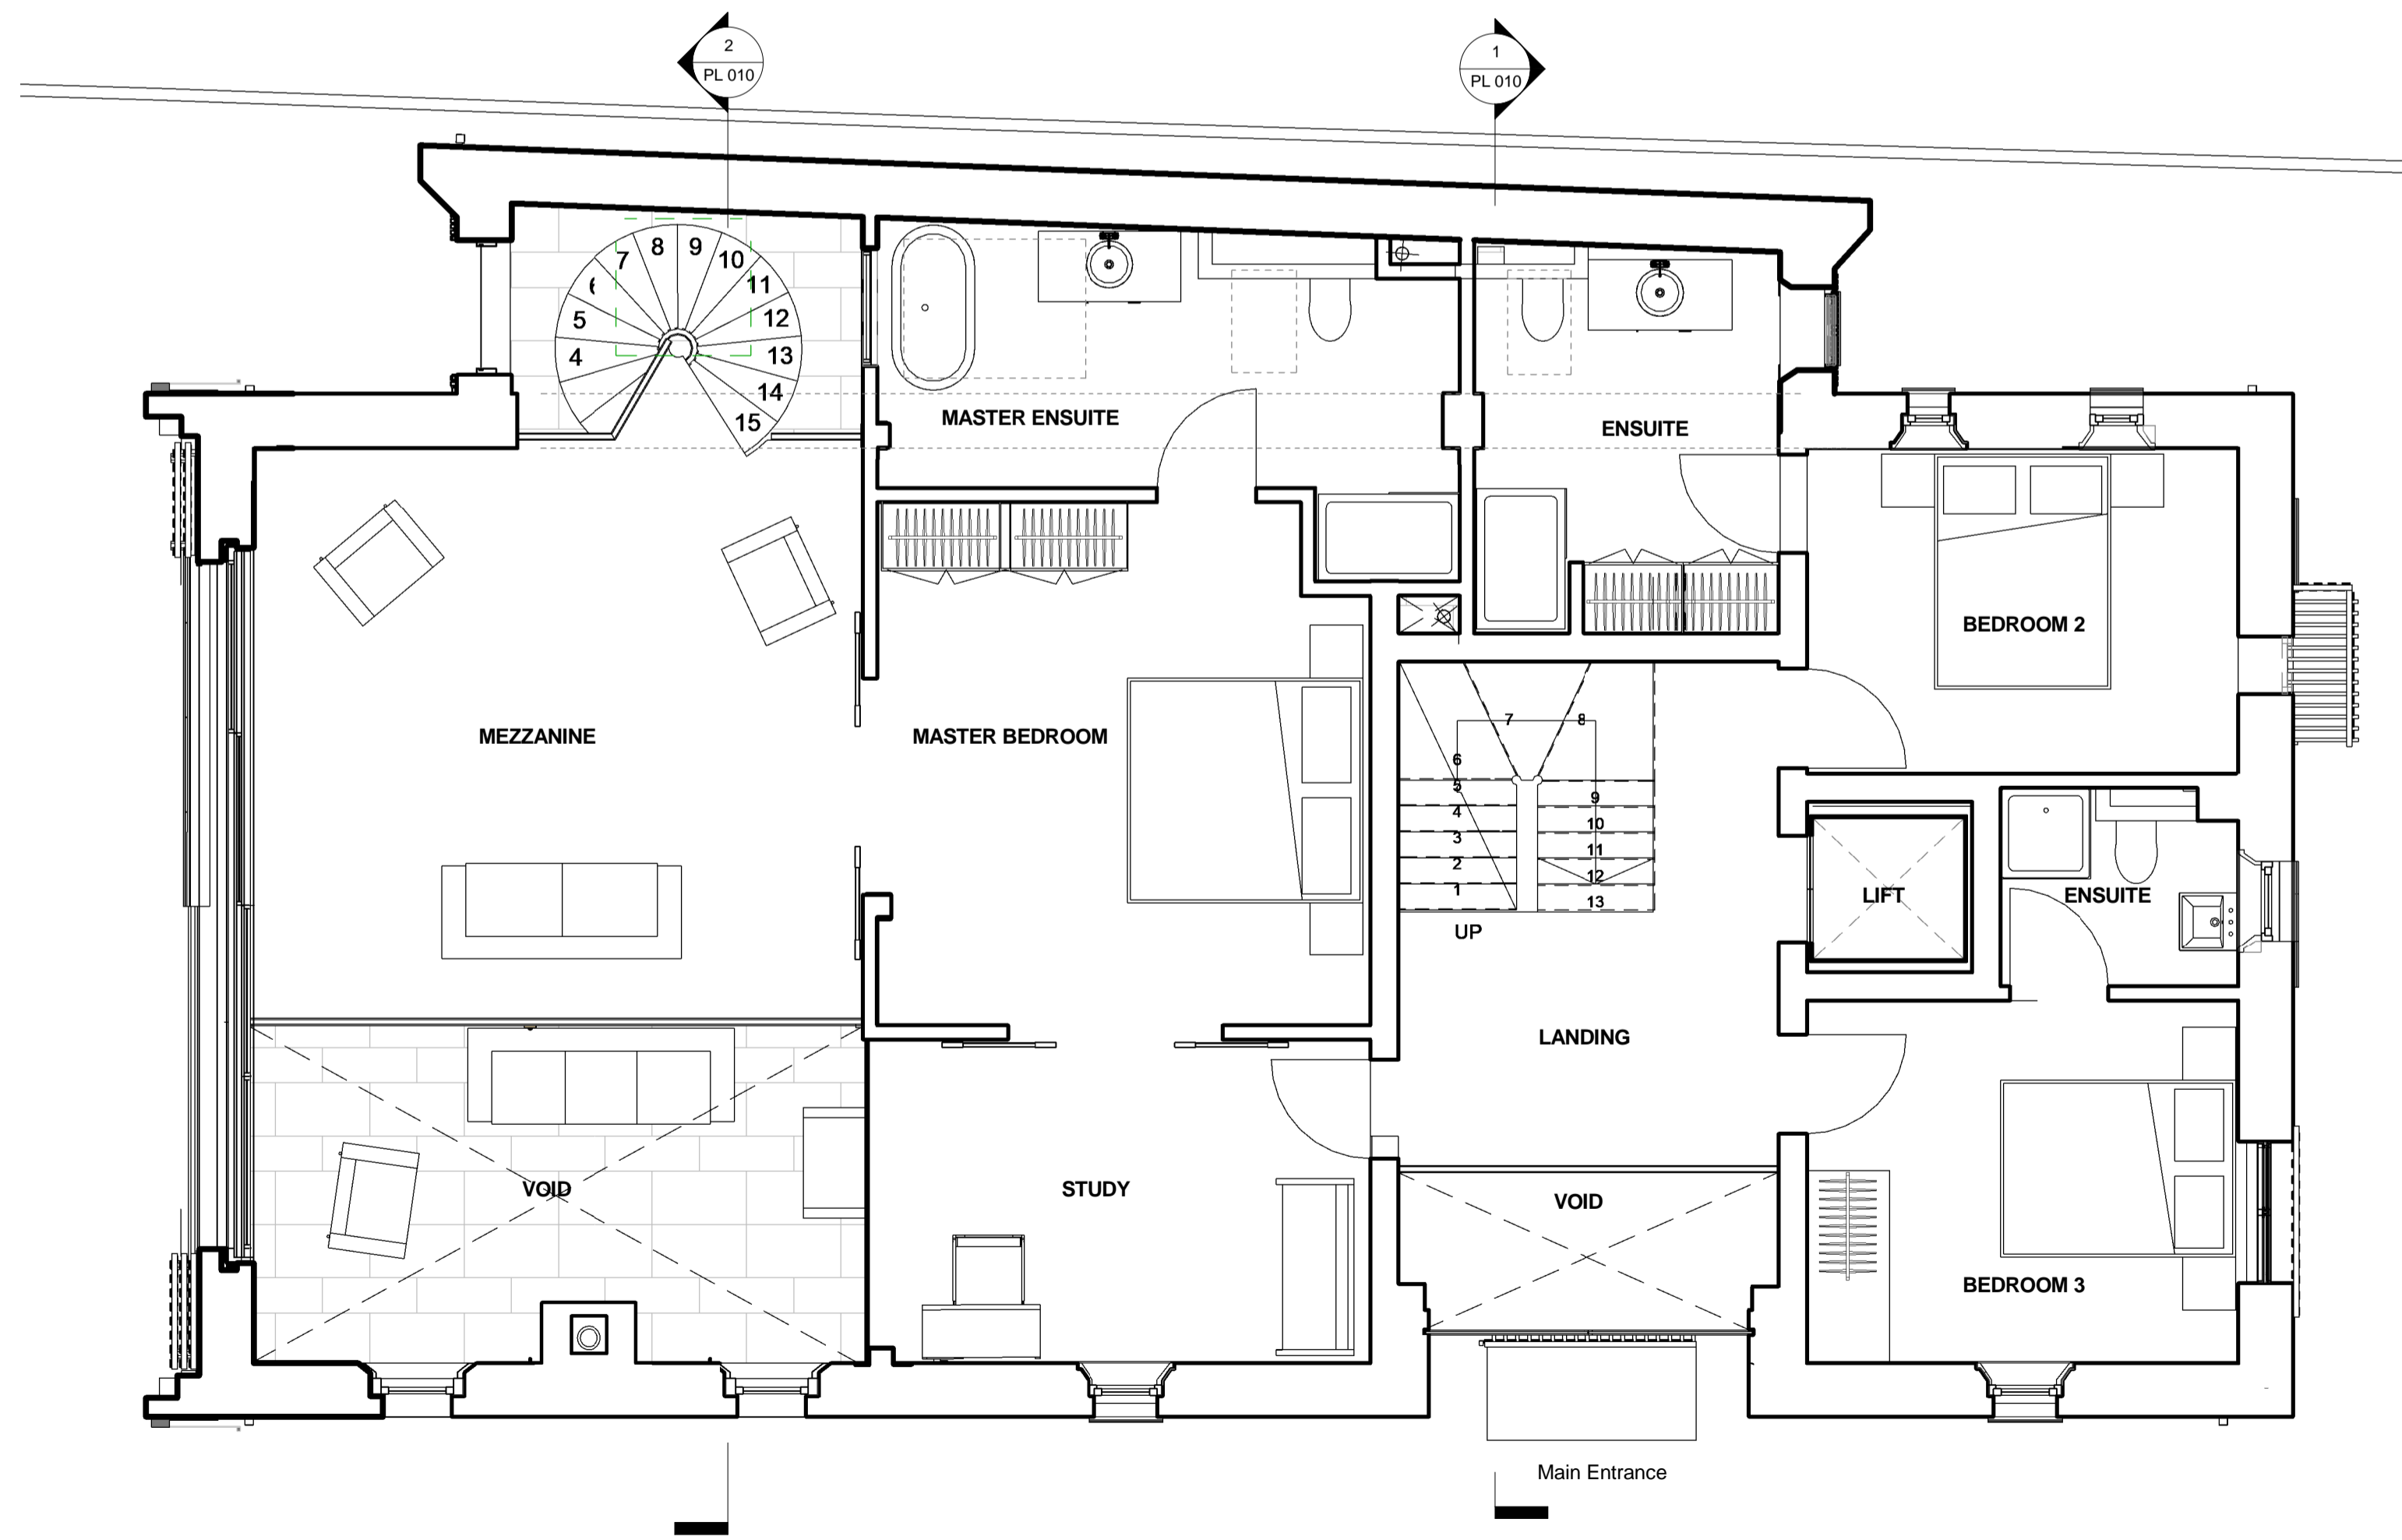 2
PL 010
1
PL 010
4
5
6
7
8
9
10
11
12
13
14
15
MASTER ENSUITE
ENSUITE
BEDROOM 2
MEZZANINE
MASTER BEDROOM
7
8
6
5
4
3
2
1
9
10
11
12
13
UP
LIFT
ENSUITE
LANDING
VOID
STUDY
VOID
BEDROOM 3
Main Entrance